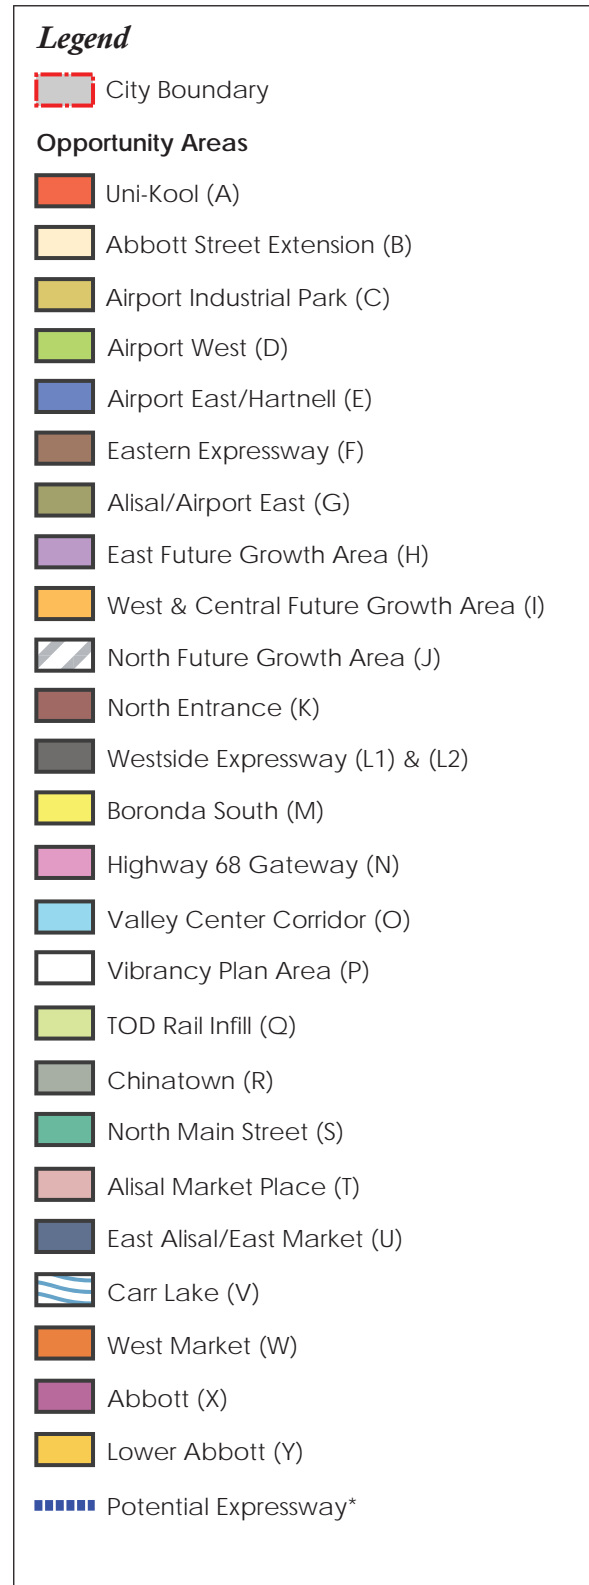 Legend
City Boundary
Opportunity Areas
Uni-Kool (A)
Abbott Street Extension (B)
Airport Industrial Park (C)
Airport West (D)
Airport East/Hartnell (E)
Eastern Expressway (F)
Alisal/Airport East (G)
East Future Growth Area (H)
West & Central Future Growth Area (I)
North Future Growth Area (J)
North Entrance (K)
Westside Expressway (L1) & (L2)
Boronda South (M)
Highway 68 Gateway (N)
Valley Center Corridor (O)
Vibrancy Plan Area (P)
TOD Rail Infill (Q)
Chinatown (R)
North Main Street (S)
Alisal Market Place (T)
East Alisal/East Market (U)
Carr Lake (V)
West Market (W)
Abbott (X)
Lower Abbott (Y)
Potential Expressway*